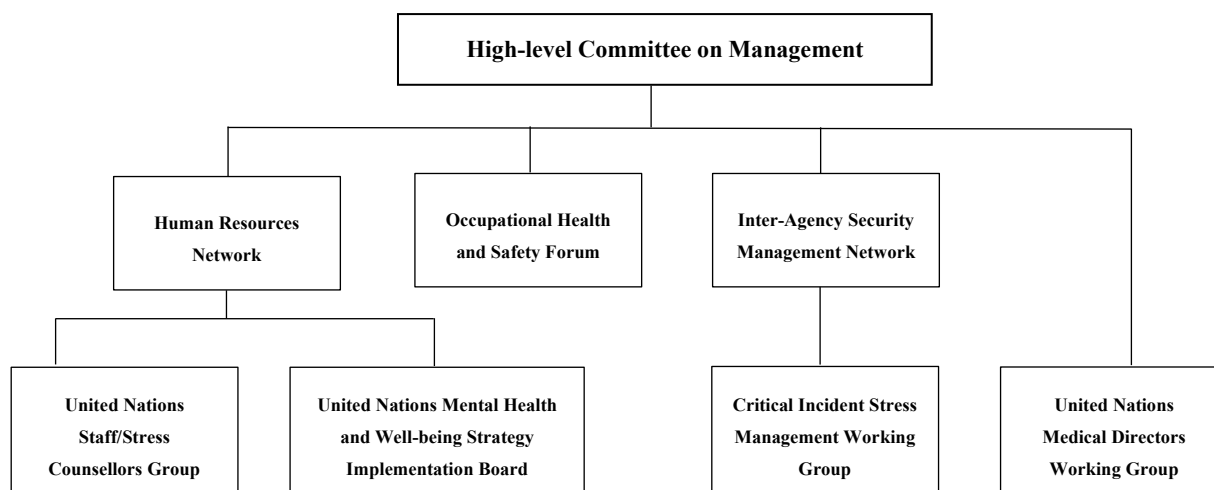 High-level Committee on Management
Human Resources
Network
Occupational Health
and Safety Forum
Inter-Agency Security
Management Network
United Nations
Staff/Stress
Counsellors Group
United Nations Mental Health
and Well-being Strategy
Implementation Board
Critical Incident Stress
Management Working
Group
United Nations
Medical Directors
Working Group